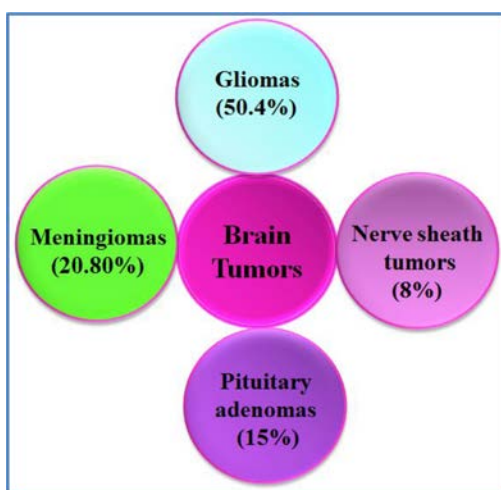 Gliomas
(50.4%)
Meningiomas
(20.80%)
Brain
Tumors
Nerve sheath
tumors
(8%)
Pituitary
adenomas
(15%)